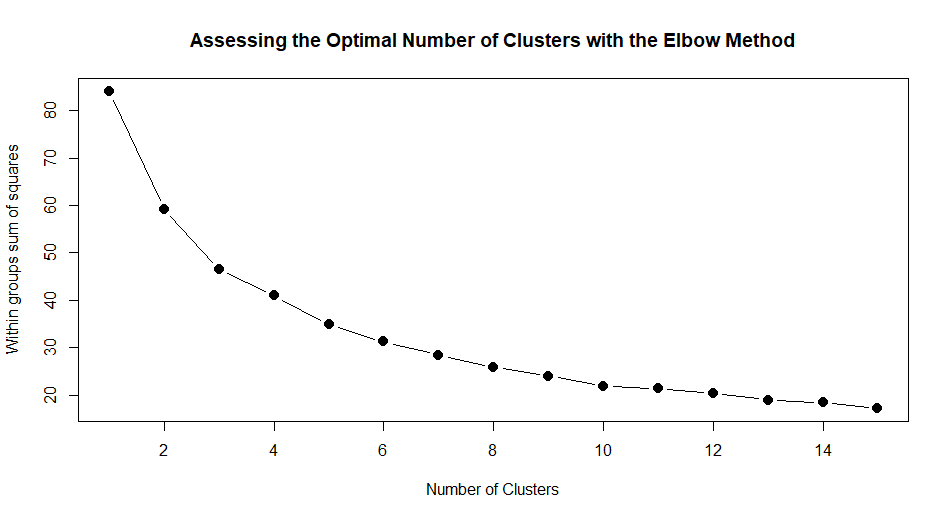 Assessing the Optimal Number of Clusters with the Elbow Method
Within groups sum of squares
80
70
60
50
40
30
20
2 4 6 8 10 12 14
Number of Clusters